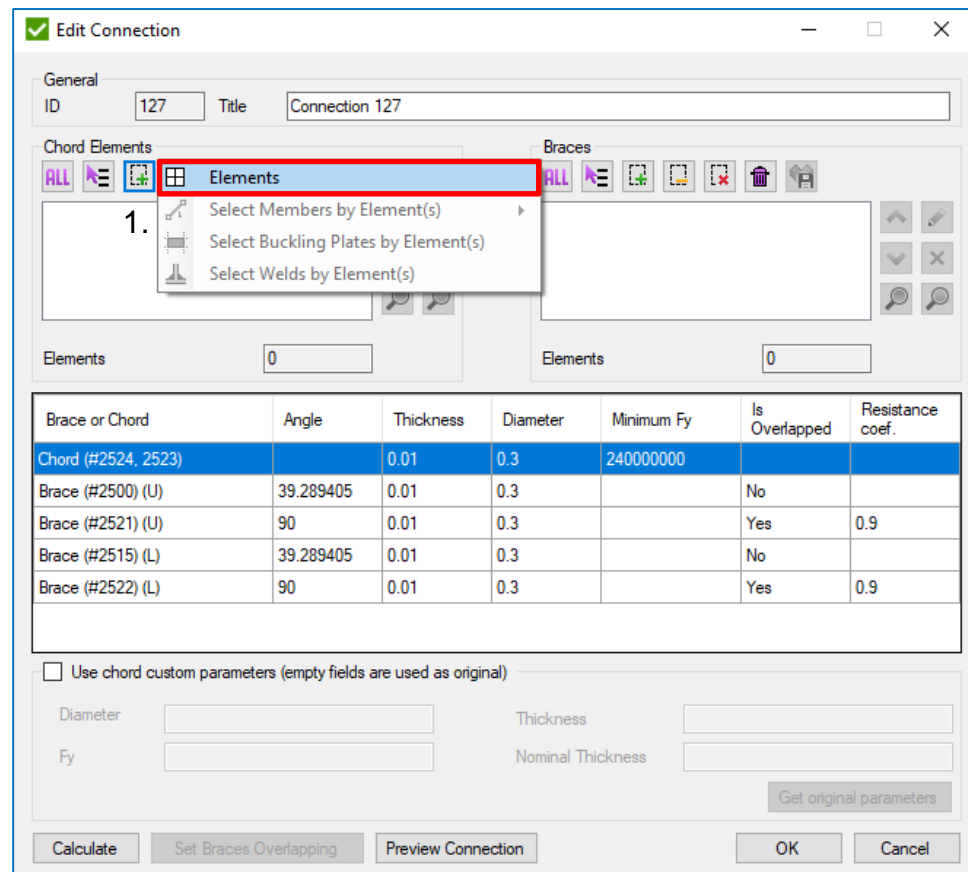 Edit Connection
General
ID 127 Title Connection 127
Chord Elements Braces
ALL Elements ALL
1. Select Members by Element(s)
Select Buckling Plates by Element(s)
Select Welds by Element(s)
Elements 0 Elements 0
Brace or Chord Angle Thickness Diameter Minimum Fy Is Overlapped Resistance coef.
Chord (#2524, 2523) 0.01 0.3 240000000
Brace (#2500) (U) 39.289405 0.01 0.3 No
Brace (#2521) (U) 90 0.01 0.3 Yes 0.9
Brace (#2515) (L) 39.289405 0.01 0.3 No
Brace (#2522) (L) 90 0.01 0.3 Yes 0.9
Use chord custom parameters (empty fields are used as original)
Diameter Thickness
Fy Nominal Thickness
Get original parameters
Calculate Set Braces Overlapping Preview Connection OK Cancel